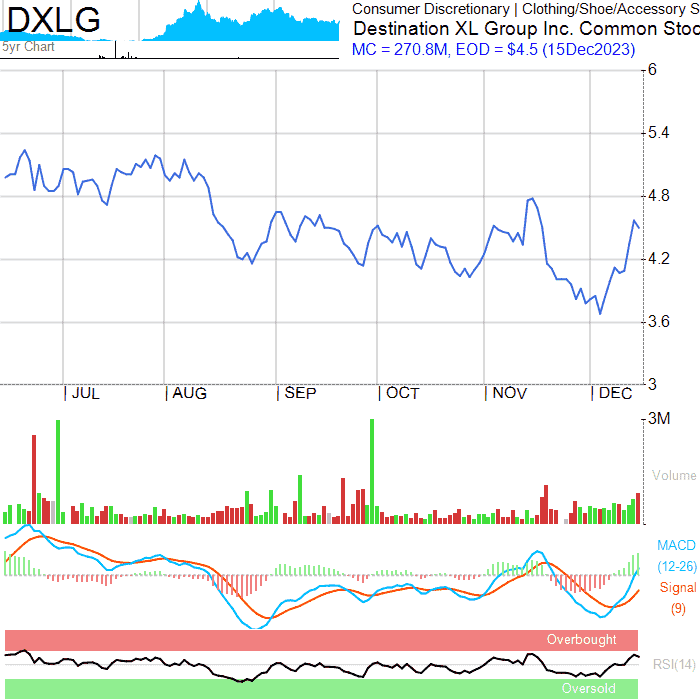 DXLG
5yr Chart
Consumer Discretionary | Clothing/Shoe/Accessory S
Destination XL Group Inc. Common Stoc
MC = 270.8M, EOD = $4.5 (15Dec2023)
6
5.4
4.8
4.2
3.6
3
JUL
AUG
SEP
OCT
NOV
DEC
3M
Volume
MACD
(12-26)
Signal
(9)
Overbought
RSI(14)
Oversold